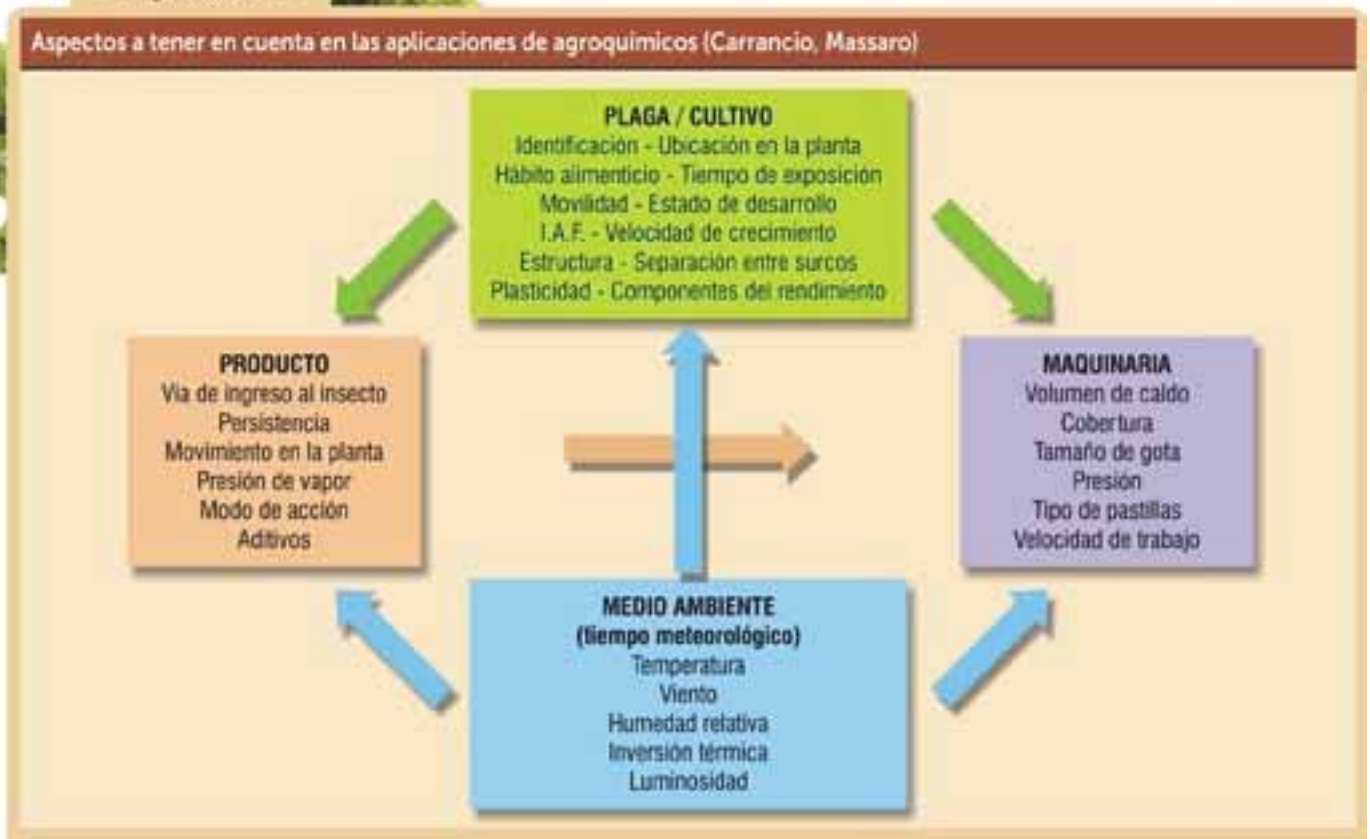 Aspectos a tener en cuenta en las aplicaciones de agroquímicos (Carrancio, Massaro)
PLAGA / CULTIVO
Identificación - Ubicación en la planta
Hábito alimenticio - Tiempo de exposición
Movilidad - Estado de desarrollo
I.A.F. - Velocidad de crecimiento
Estructura - Separación entre surcos
Plasticidad - Componentes del rendimiento
PRODUCTO
Vía de ingreso al insecto
Persistencia
Movimiento en la planta
Presión de vapor
Modo de acción
Aditivos
MAQUINARIA
Volumen de caldo
Cobertura
Tamaño de gota
Presión
Tipo de pastillas
Velocidad de trabajo
MEDIO AMBIENTE
(tiempo meteorológico)
Temperatura
Viento
Humedad relativa
Inversión térmica
Luminosidad